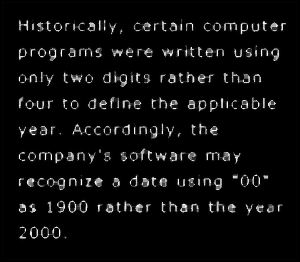 Historically, certain computer
programs were written using
only two digits rather than
four to define the applicable
year. Accordingly, the
company's software may
recognize a date using "00"
as 1900 rather than the year
2000.